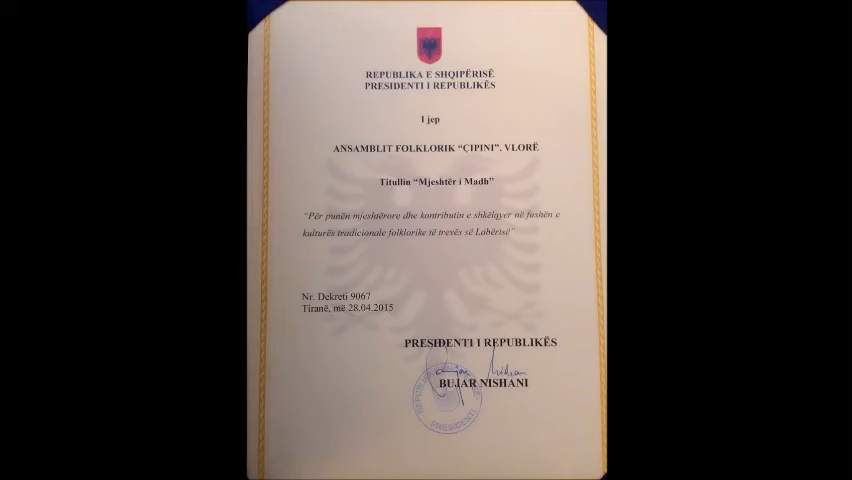 REPUBLIKA E SHQIPËRISË
PRESIDENTI I REPUBLIKËS
I jep
ANSAMBLIT FOLKLORIK “ÇIPINI”, VLORË
Titullin “Mjeshtër i Madh”
“Për punën mjeshtërore dhe kontributin e shkëlqyer në fushën e
kulturës tradicionale folklorike të trevës së Labërisë”
Nr. Dekreti 9067
Tiranë, më 28.04.2015
PRESIDENTI I REPUBLIKËS
BUJAR NISHANI
PRESIDENTI